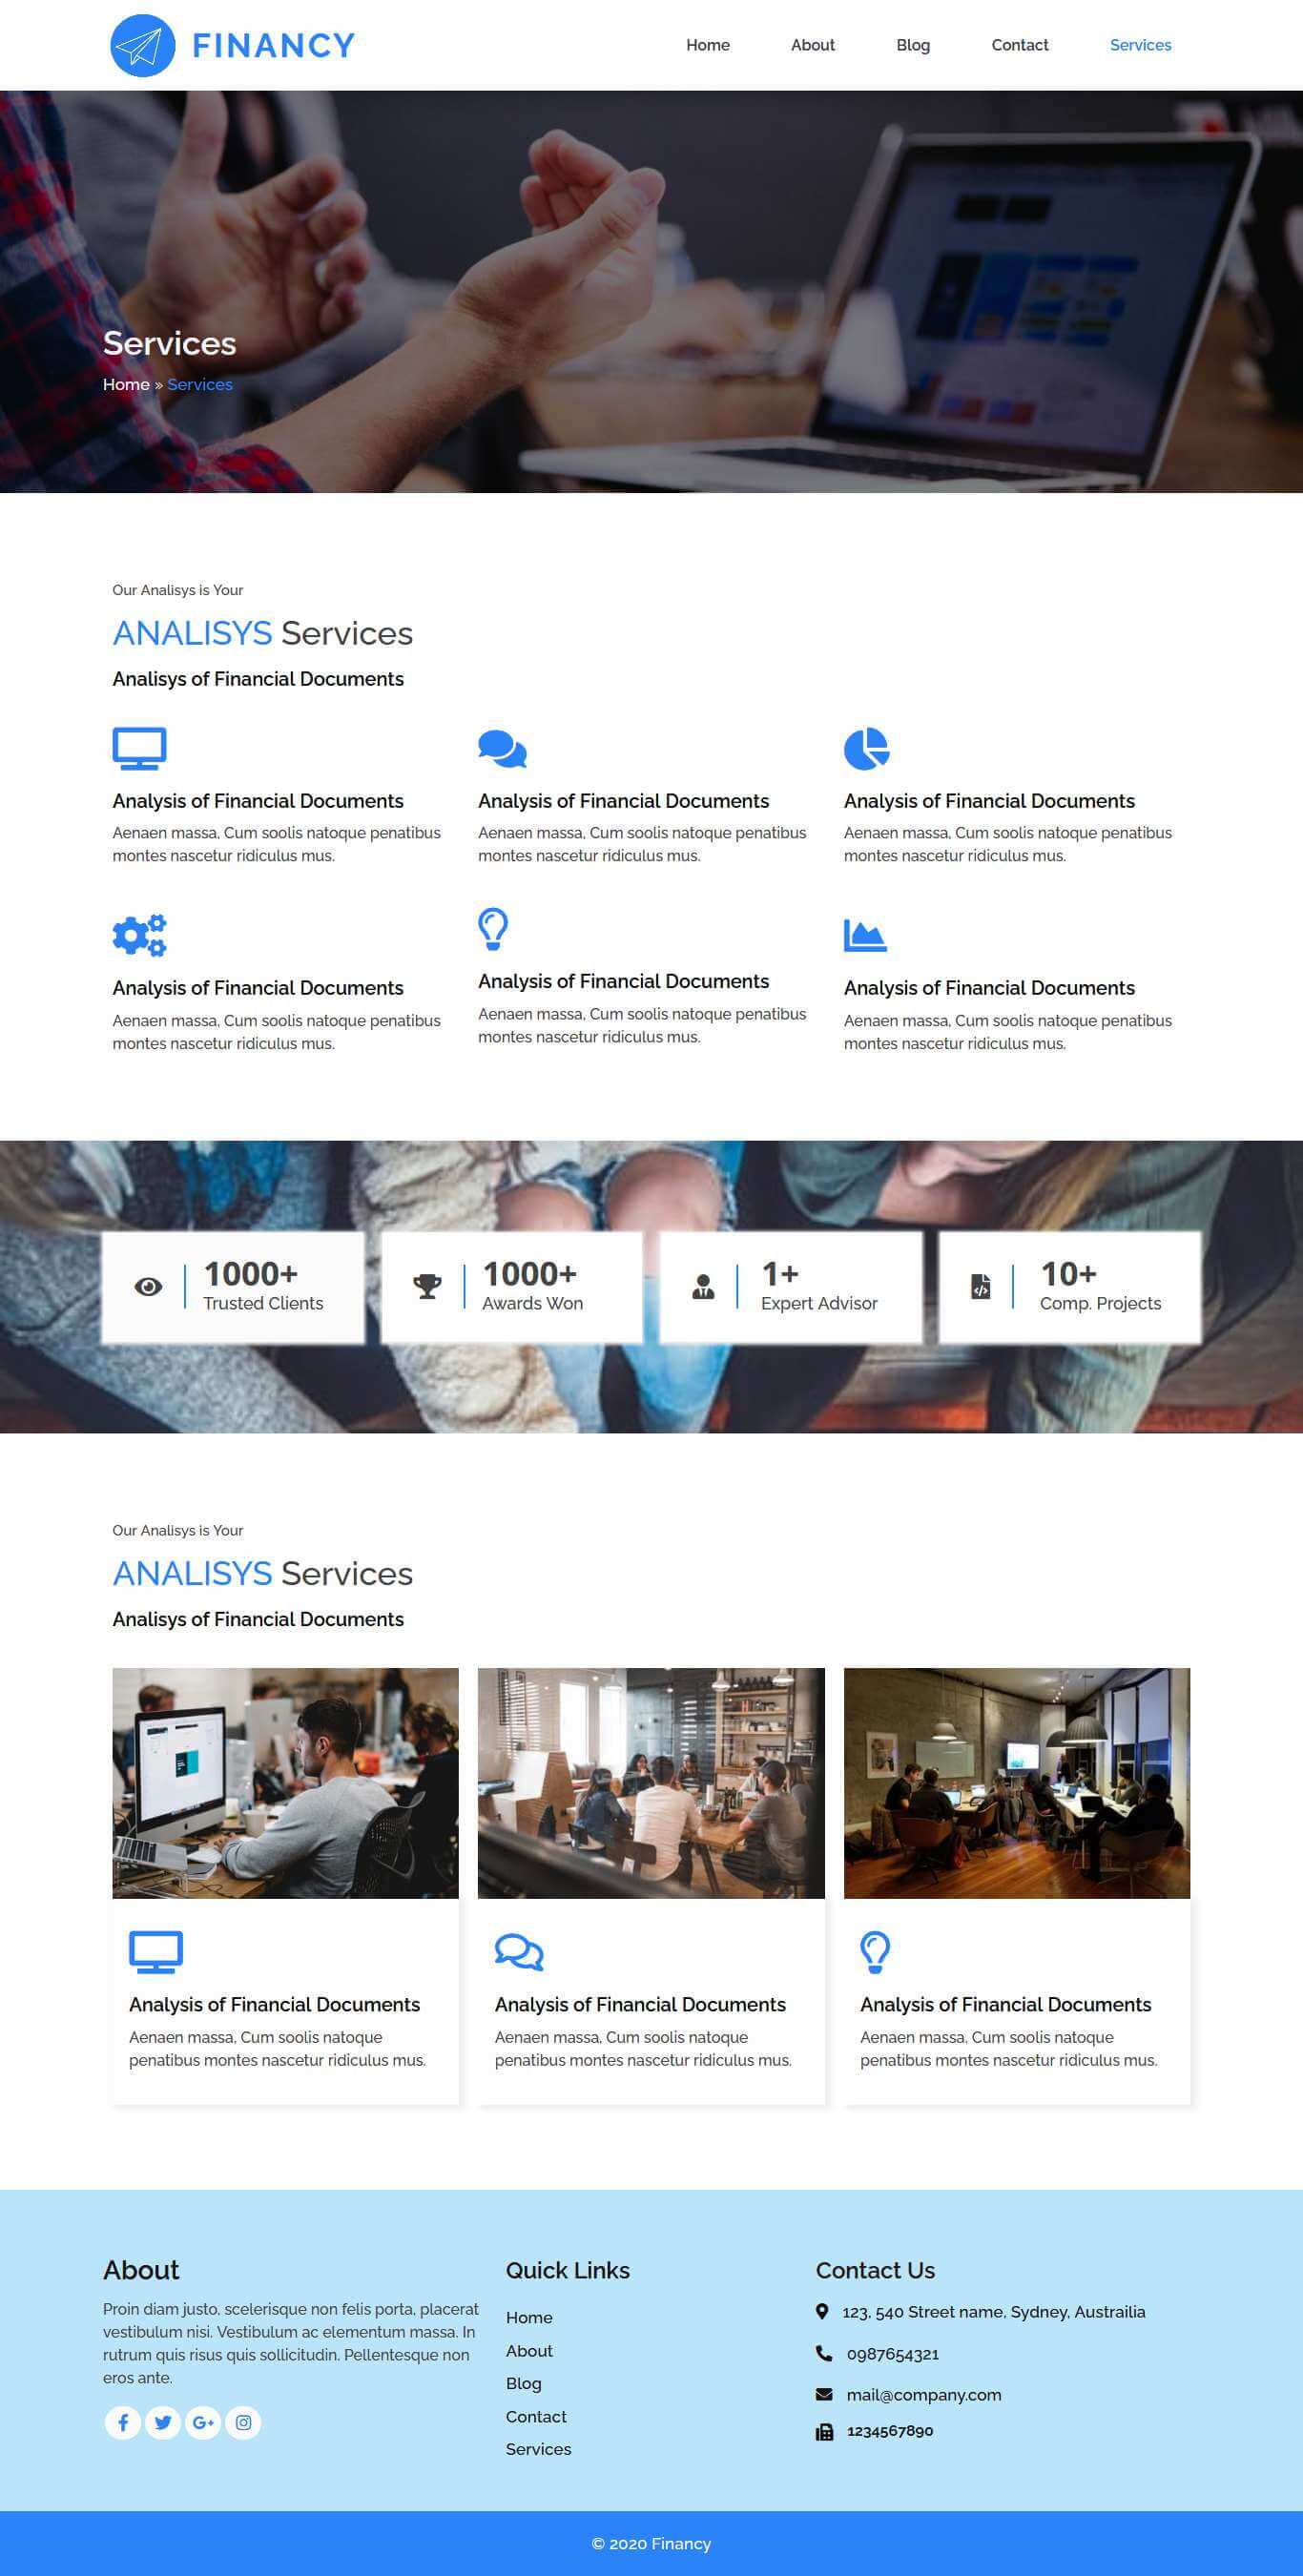 FINANCY
Home About Blog Contact Services
Services
Home » Services
Our Analisys is Your
ANALISYS Services
Analisys of Financial Documents
Analysis of Financial Documents
Aenaen massa, Cum soolis natoque penatibus
montes nascetur ridiculus mus.
Analysis of Financial Documents
Aenaen massa, Cum soolis natoque penatibus
montes nascetur ridiculus mus.
Analysis of Financial Documents
Aenaen massa, Cum soolis natoque penatibus
montes nascetur ridiculus mus.
Analysis of Financial Documents
Aenaen massa, Cum soolis natoque penatibus
montes nascetur ridiculus mus.
Analysis of Financial Documents
Aenaen massa, Cum soolis natoque penatibus
montes nascetur ridiculus mus.
Analysis of Financial Documents
Aenaen massa, Cum soolis natoque penatibus
montes nascetur ridiculus mus.
1000+
Trusted Clients
1000+
Awards Won
1+
Expert Advisor
10+
Comp. Projects
Our Analisys is Your
ANALISYS Services
Analisys of Financial Documents
Analysis of Financial Documents
Aenaen massa, Cum soolis natoque
penatibus montes nascetur ridiculus mus.
Analysis of Financial Documents
Aenaen massa, Cum soolis natoque
penatibus montes nascetur ridiculus mus.
Analysis of Financial Documents
Aenaen massa, Cum soolis natoque
penatibus montes nascetur ridiculus mus.
About
Proin diam justo, scelerisque non felis porta, placerat
vestibulum nisi. Vestibulum ac elementum massa. In
rutrum quis risus quis sollicitudin. Pellentesque non
eros ante.
Quick Links
Home
About
Blog
Contact
Services
Contact Us
123, 540 Street name, Sydney, Austrailia
0987654321
mail@company.com
1234567890
© 2020 Financy